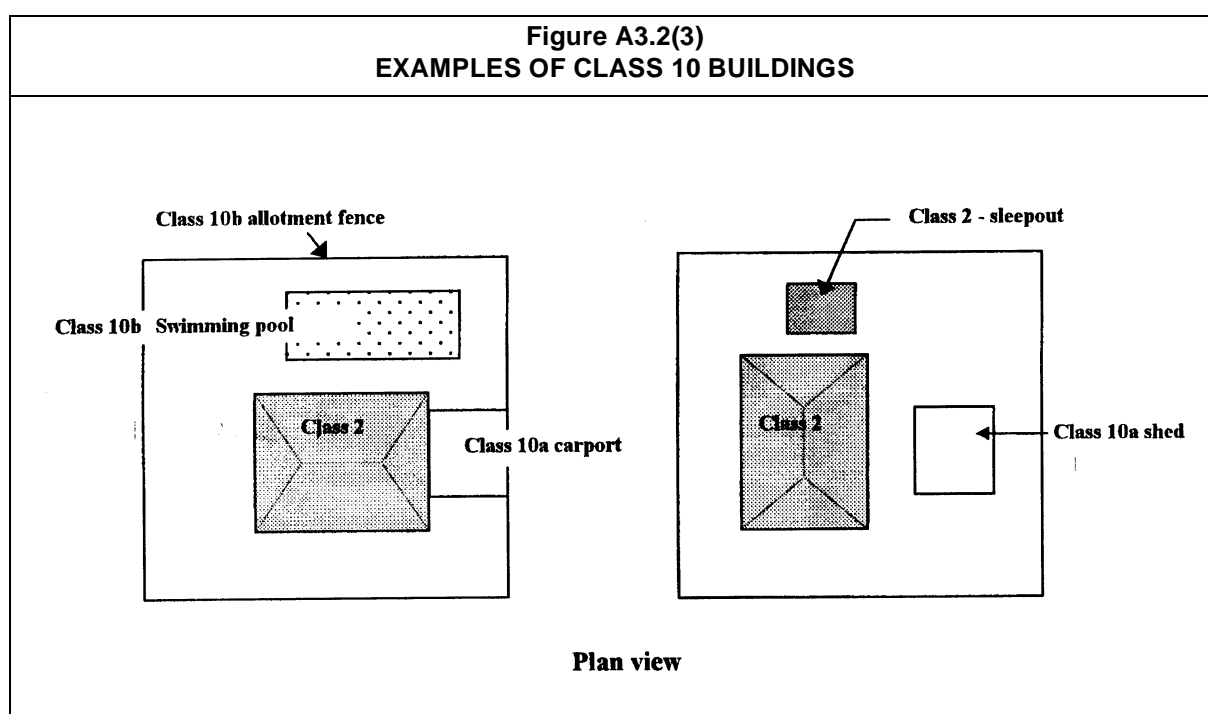 Figure A3.2(3)
EXAMPLES OF CLASS 10 BUILDINGS
Class 10b allotment fence
Class 10b Swimming pool
Class 2
Class 10a carport
Class 2 - sleepout
Class 2
Class 10a shed
Plan view